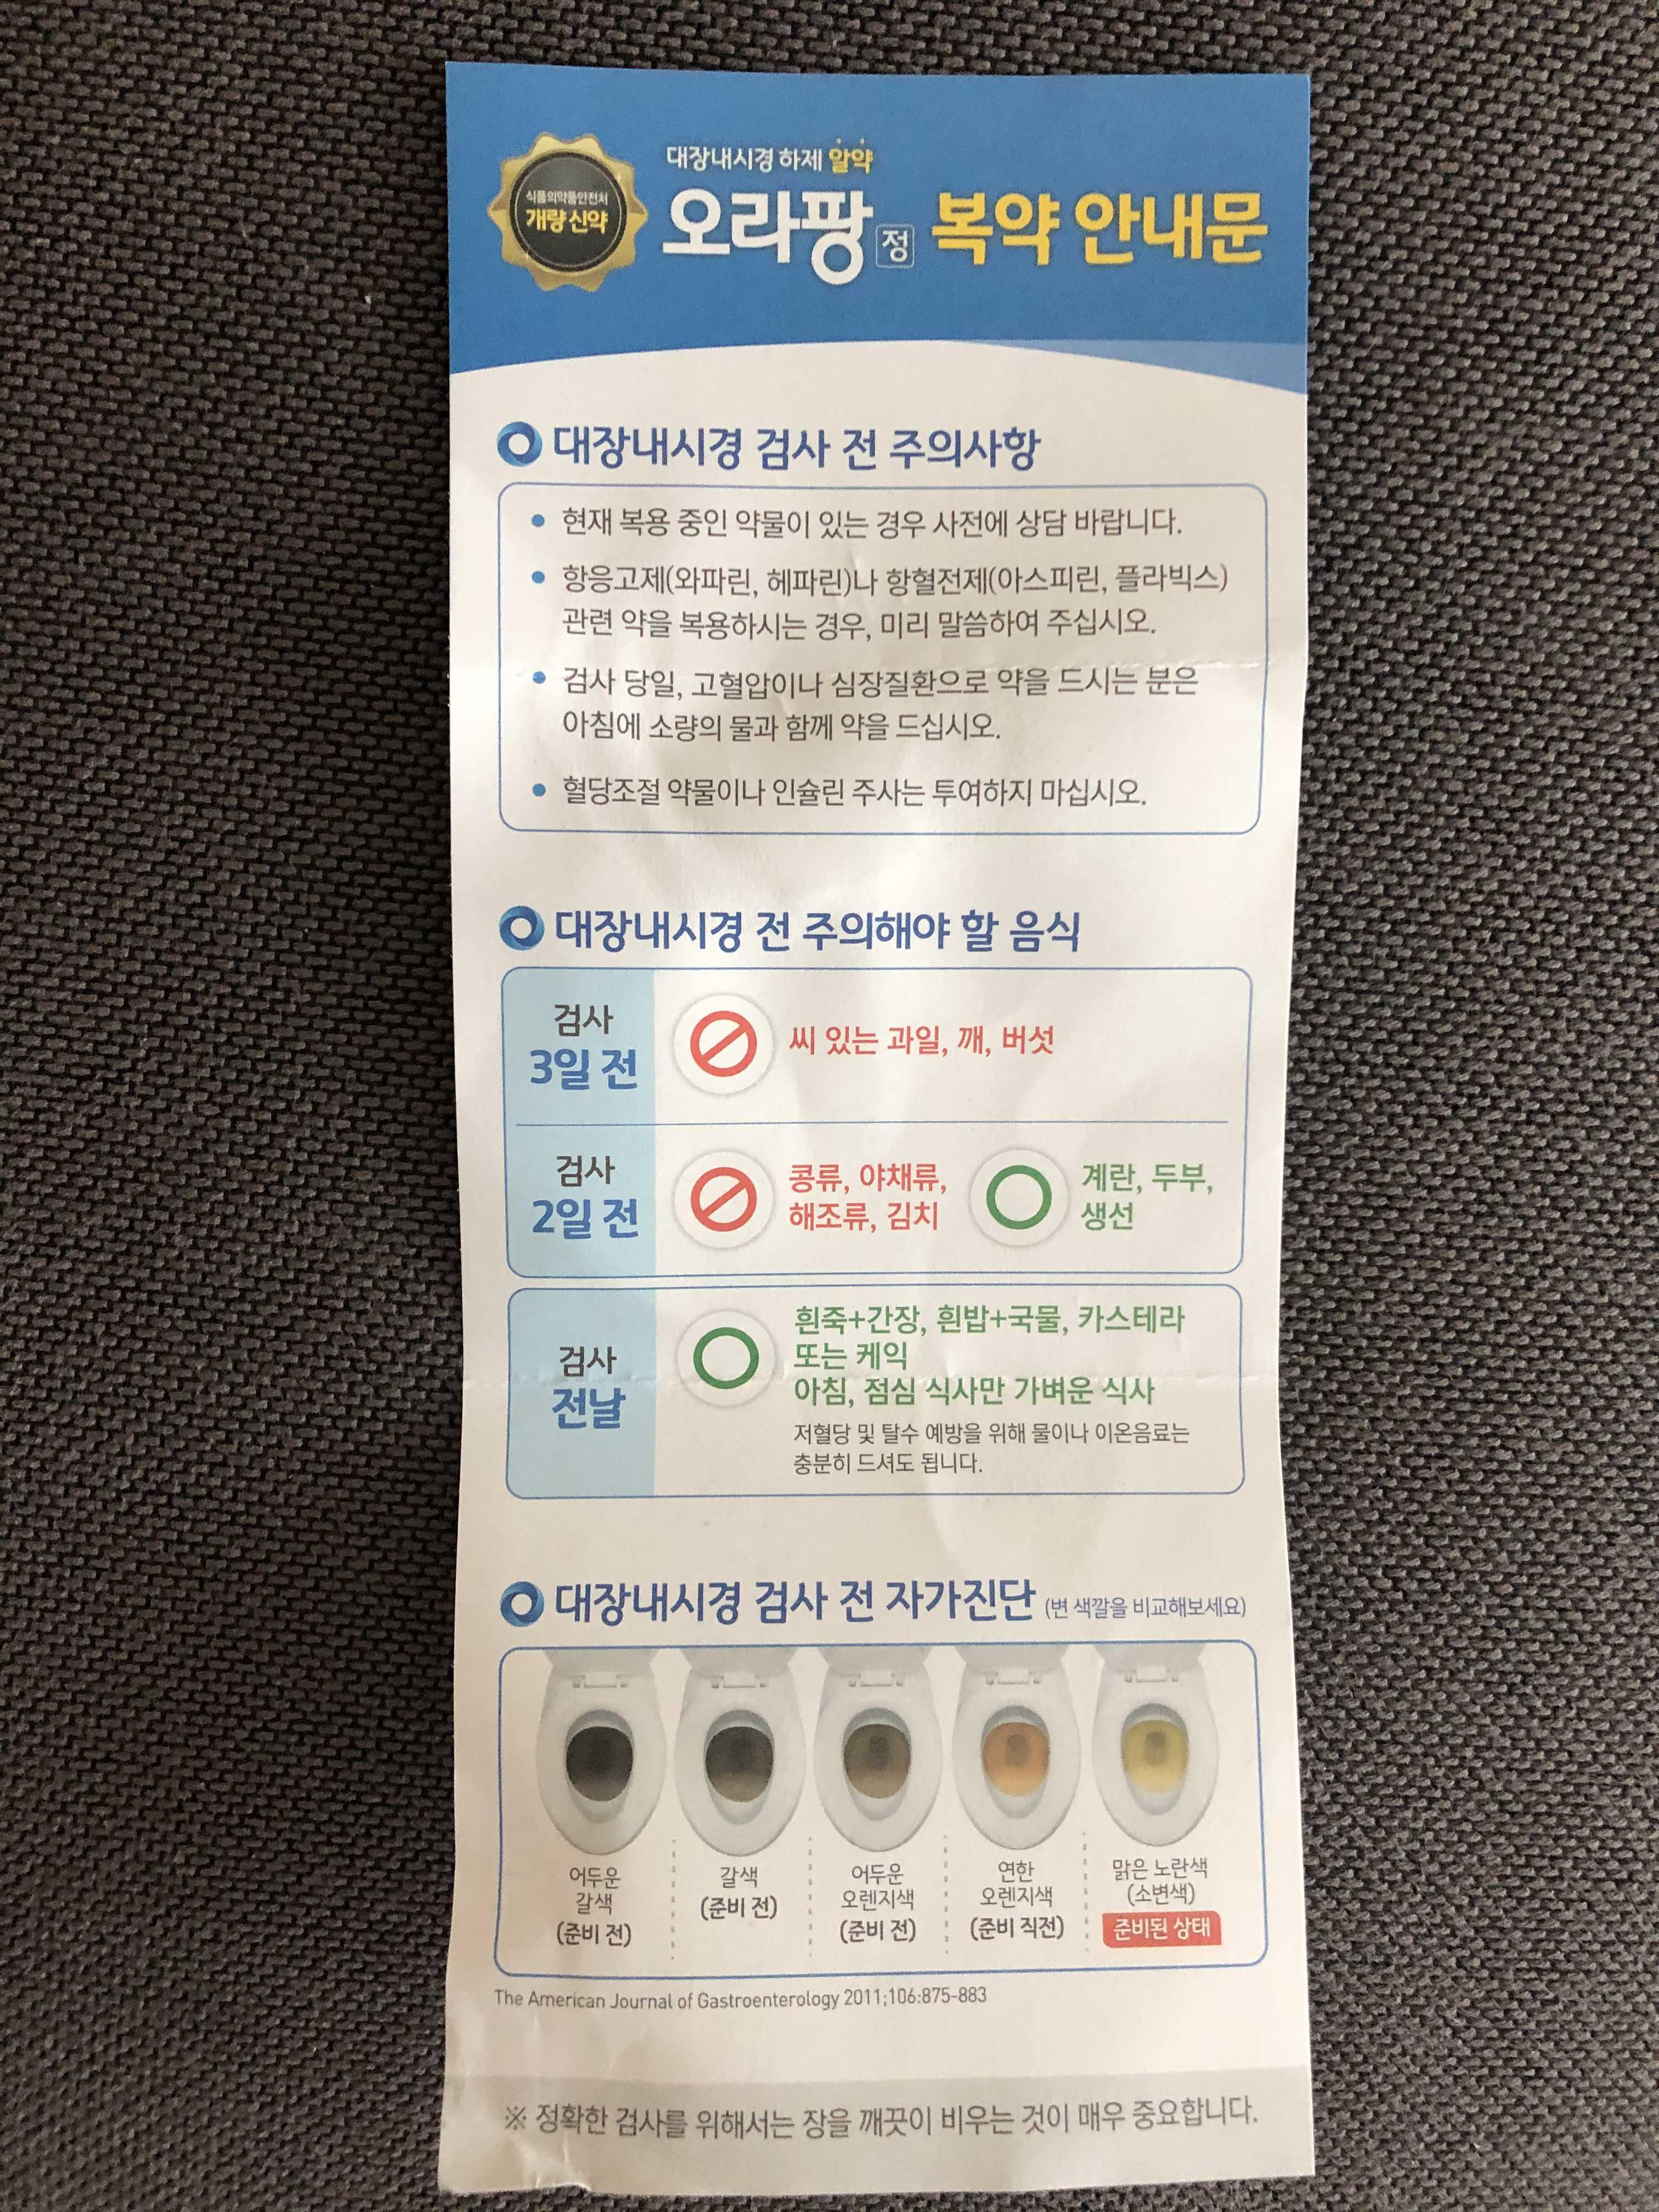 식품의약품안전처
개량신약
대장내시경 하제 알약
오라팡 정 복약 안내문
대장내시경 검사 전 주의사항
• 현재 복용 중인 약물이 있는 경우 사전에 상담 바랍니다.
• 항응고제(와파린, 헤파린)나 항혈전제(아스피린, 플라빅스)
관련 약을 복용하시는 경우, 미리 말씀하여 주십시오.
• 검사 당일, 고혈압이나 심장질환으로 약을 드시는 분은
아침에 소량의 물과 함께 약을 드십시오.
• 혈당조절 약물이나 인슐린 주사는 투여하지 마십시오.
대장내시경 전 주의해야 할 음식
검사
3일 전
씨 있는 과일, 깨, 버섯
검사
2일 전
콩류, 야채류,
해조류, 김치
계란, 두부,
생선
검사
전날
흰죽+간장, 흰밥+국물, 카스테라
또는 케익
아침, 점심 식사만 가벼운 식사
저혈당 및 탈수 예방을 위해 물이나 이온음료는
충분히 드셔도 됩니다.
대장내시경 검사 전 자가진단 (변 색깔을 비교해보세요)
어두운
갈색
(준비 전)
갈색
(준비 전)
어두운
오렌지색
(준비 전)
연한
오렌지색
(준비 직전)
맑은 노란색
(소변색)
준비된 상태
The American Journal of Gastroenterology 2011;106:875-883
※ 정확한 검사를 위해서는 장을 깨끗이 비우는 것이 매우 중요합니다.